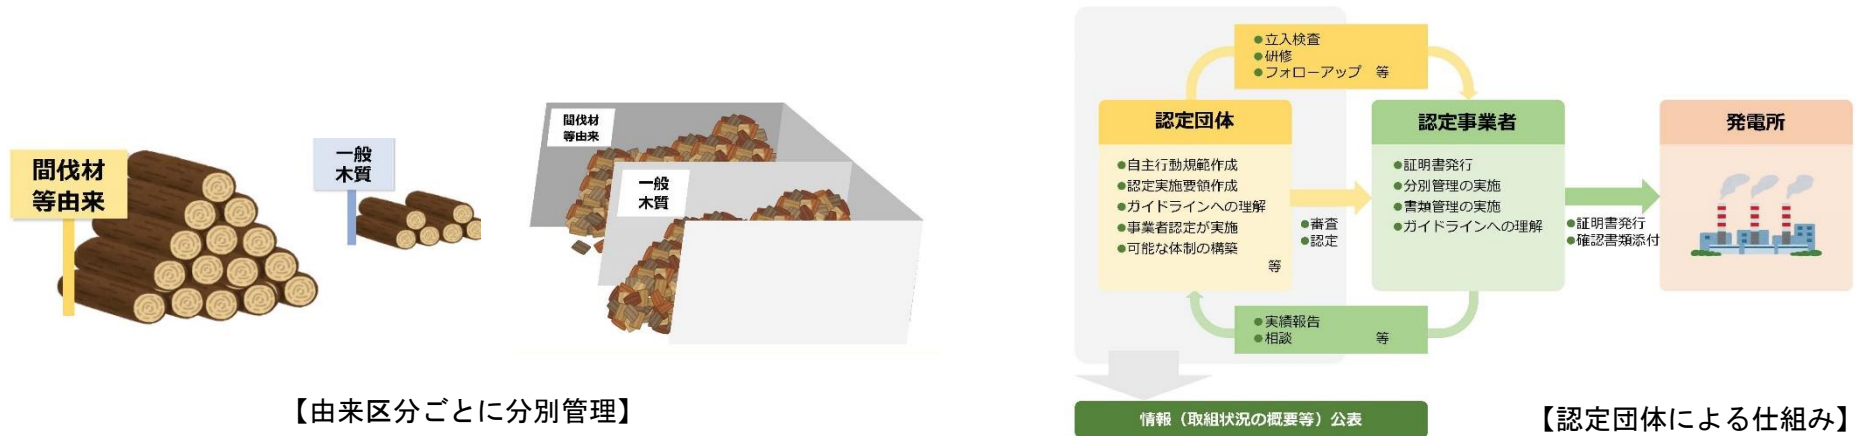 間伐材
等由来
一般
木質
間伐材
等由来
一般
木質
【由来区分ごとに分別管理】
●立入検査
●研修
●フォローアップ 等
認定団体
●自主行動規範作成
●認定実施要領作成
●ガイドラインへの理解
●事業者認定が実施
●可能な体制の構築
等
●審査
●認定
認定事業者
●証明書発行
●分別管理の実施
●書類管理の実施
●ガイドラインへの理解
●証明書発行
●確認書類添付
発電所
●実績報告
●相談 等
情報（取組状況の概要等）公表
【認定団体による仕組み】